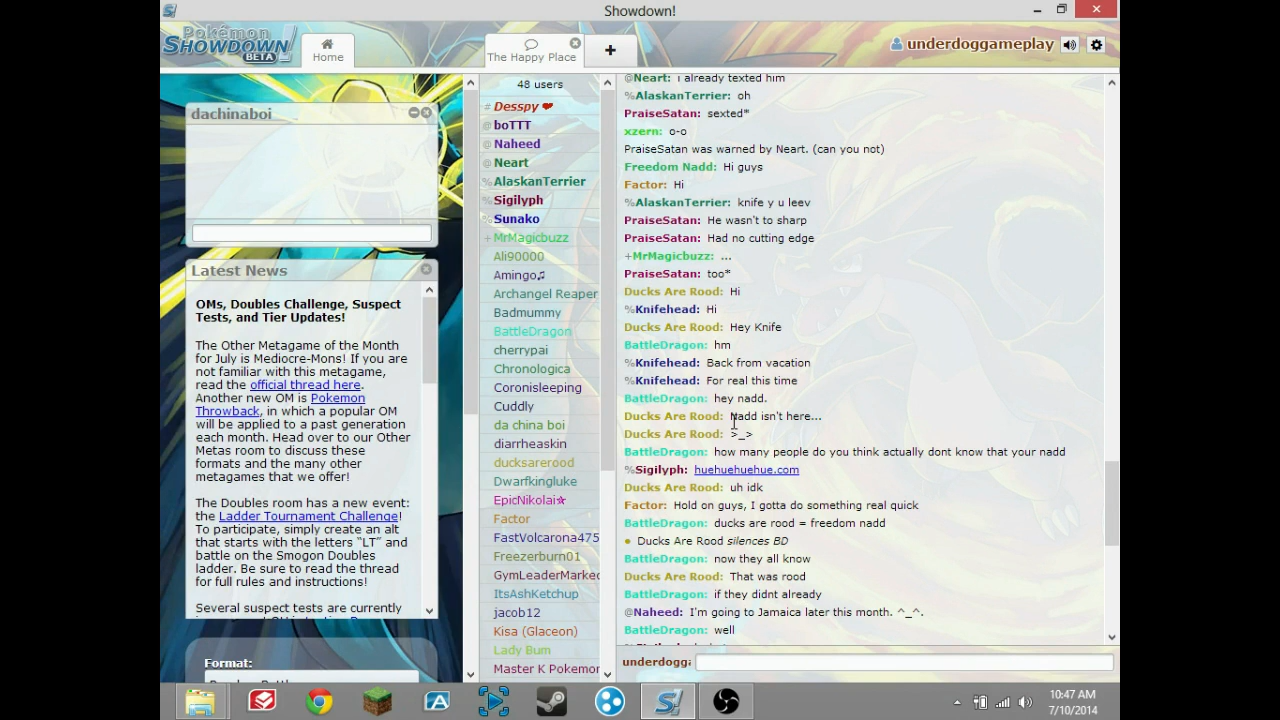 Showdown!
Pokémon
SHOWDOWN!
BETA
Home
The Happy Place
+
underdoggameplay
dachinaboi
Latest News
OMs, Doubles Challenge, Suspect
Tests, and Tier Updates!
The Other Metagame of the Month
for July is Mediocre-Mons! If you are
not familiar with this metagame,
read the official thread here.
Another new OM is Pokemon
Throwback, in which a popular OM
will be applied to a past generation
each month. Head over to our Other
Metas room to discuss these
formats and the many other
metagames that we offer!
The Doubles room has a new event:
the Ladder Tournament Challenge!
To participate, simply create an alt
that starts with the letters "LT" and
battle on the Smogon Doubles
ladder. Be sure to read the thread
for full rules and instructions!
Several suspect tests are currently
Format:
48 users
# Desspy ❤
@ boTTT
@ Naheed
@ Neart
% AlaskanTerrier
% Sigilyph
% Sunako
+ MrMagicbuzz
Ali90000
Amingo♫
Archangel Reaper
Badmummy
BattleDragon
cherrypai
Chronologica
Coronisleeping
Cuddly
da china boi
diarrheaskin
ducksarerood
Dwarfkingluke
EpicNikolai☆
Factor
FastVolcarona475
Freezerburn01
GymLeaderMarked
ItsAshKetchup
jacob12
Kisa (Glaceon)
Lady Bum
Master K Pokemon
@Neart: i already texted him
%AlaskanTerrier: oh
PraiseSatan: sexted*
xzern: o-o
PraiseSatan was warned by Neart. (can you not)
Freedom Nadd: Hi guys
Factor: Hi
%AlaskanTerrier: knife y u leev
PraiseSatan: He wasn't to sharp
PraiseSatan: Had no cutting edge
+MrMagicbuzz: ...
PraiseSatan: too*
Ducks Are Rood: Hi
%Knifehead: Hi
Ducks Are Rood: Hey Knife
BattleDragon: hm
%Knifehead: Back from vacation
%Knifehead: For real this time
BattleDragon: hey nadd.
Ducks Are Rood: Nadd isn't here...
Ducks Are Rood: >_>
BattleDragon: how many people do you think actually dont know that your nadd
%Sigilyph: huehuehuehue.com
Ducks Are Rood: uh idk
Factor: Hold on guys, I gotta do something real quick
BattleDragon: ducks are rood = freedom nadd
• Ducks Are Rood silences BD
BattleDragon: now they all know
Ducks Are Rood: That was rood
BattleDragon: if they didnt already
@Naheed: I'm going to Jamaica later this month. ^_^.
BattleDragon: well
underdogg:
10:47 AM
7/10/2014